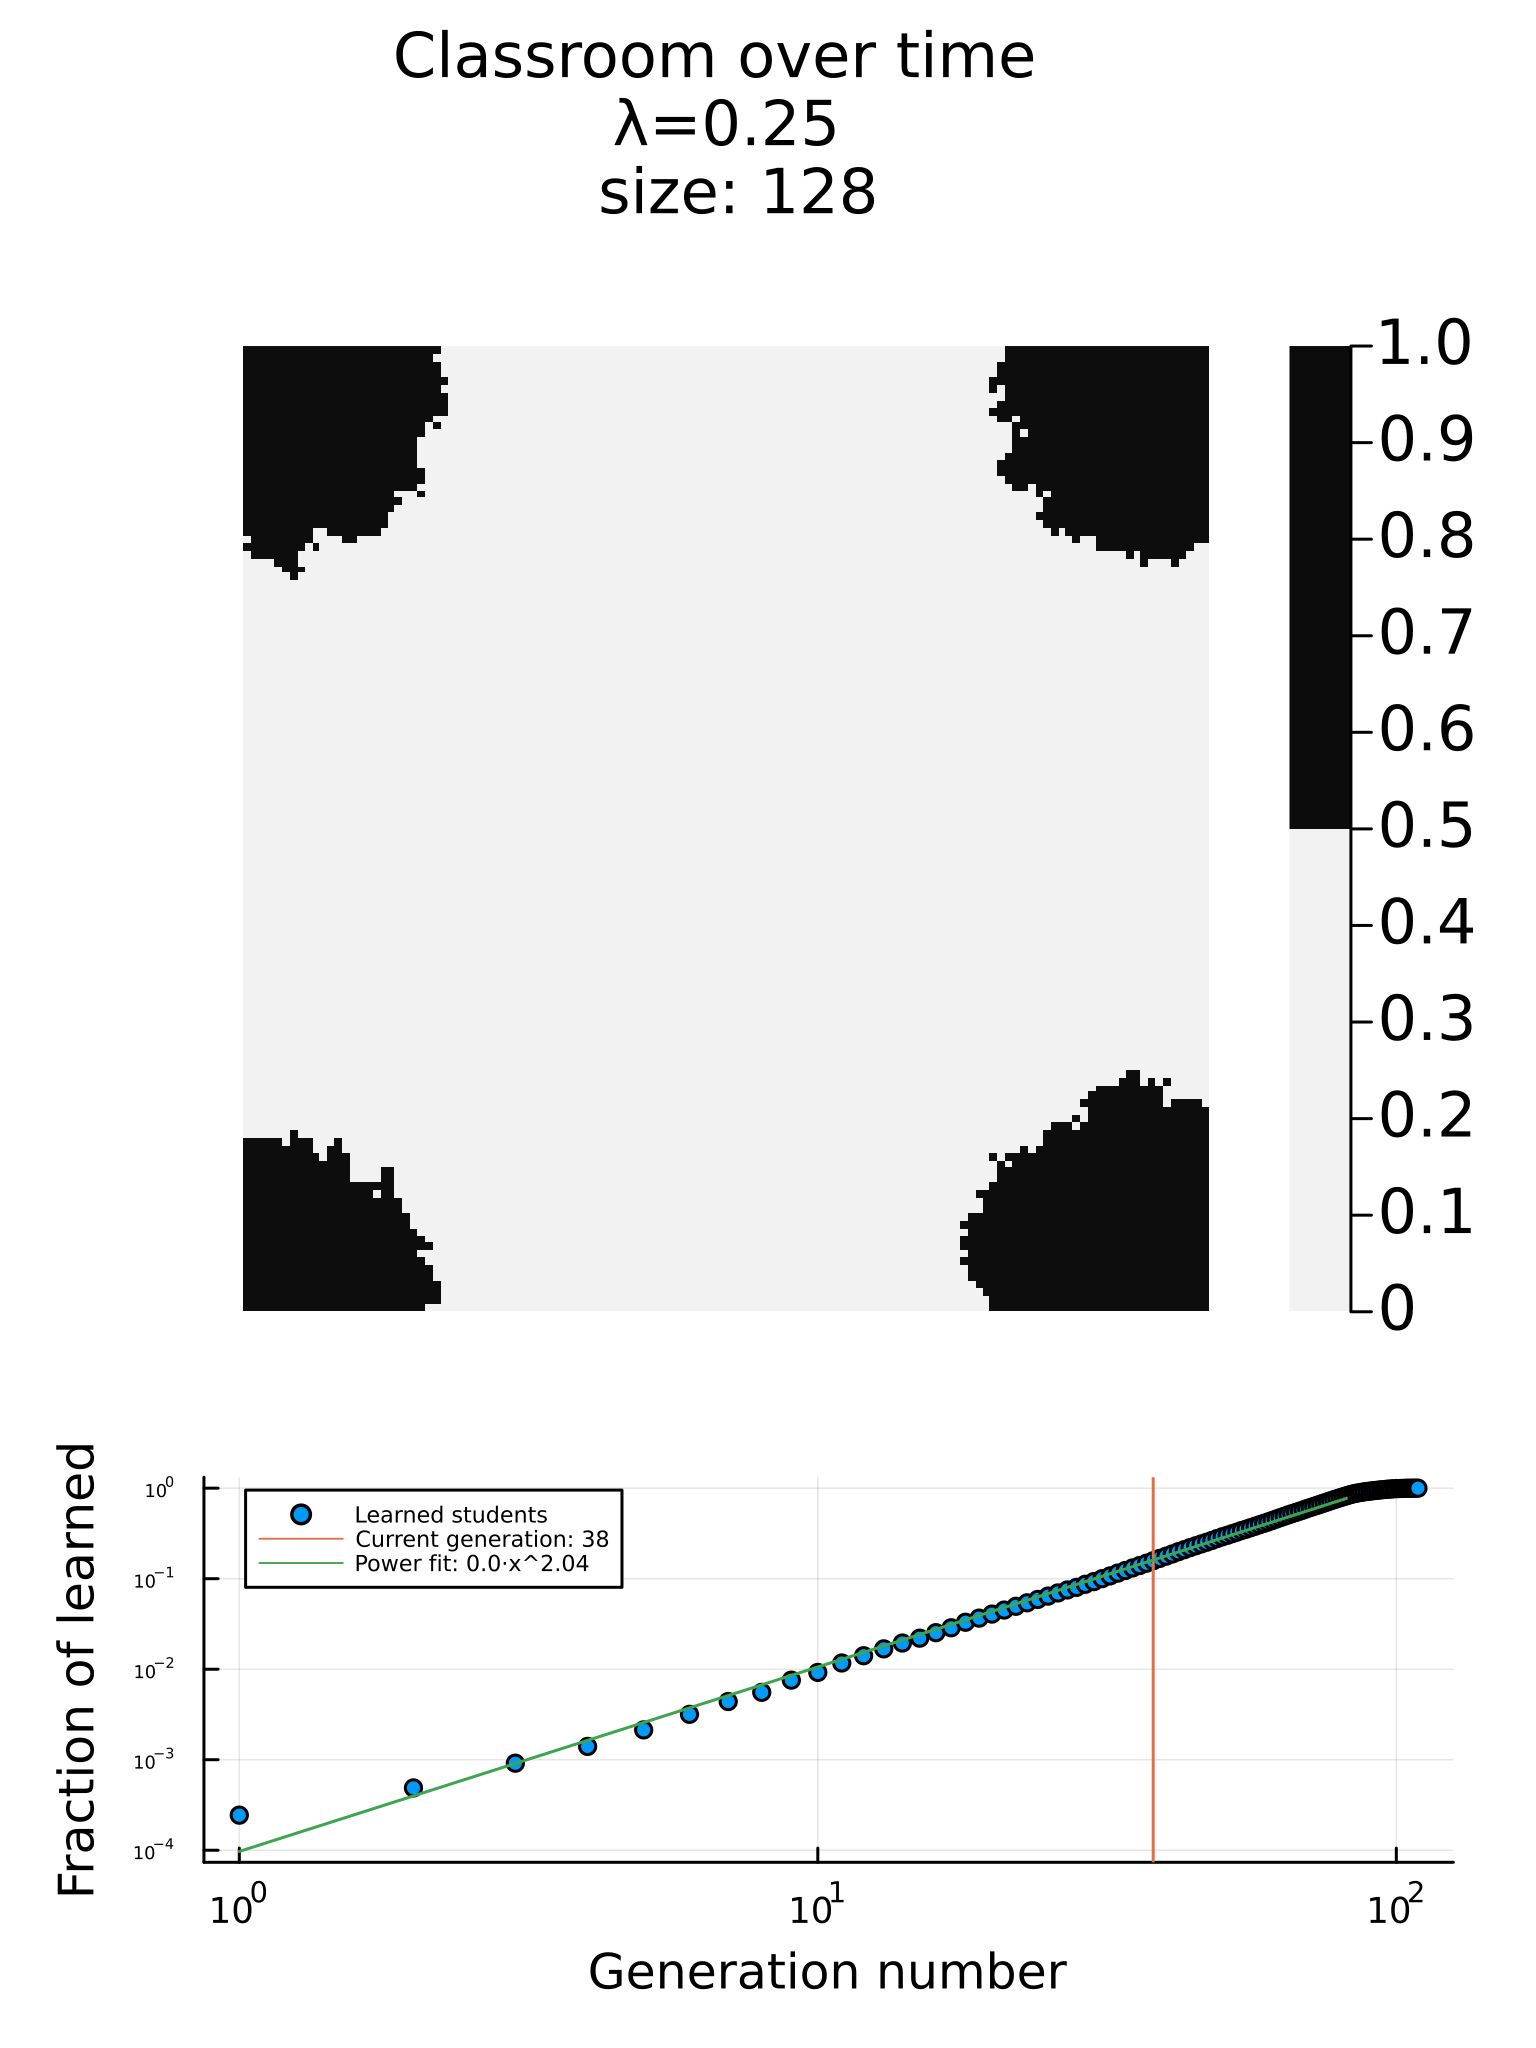 Classroom over time
λ=0.25
size: 128
1.0
0.9
0.8
0.7
0.6
0.5
0.4
0.3
0.2
0.1
0
Fraction of learned
10^0
10^-1
10^-2
10^-3
10^-4
Learned students
Current generation: 38
Power fit: 0.0·x^2.04
10^0 10^1 10^2
Generation number